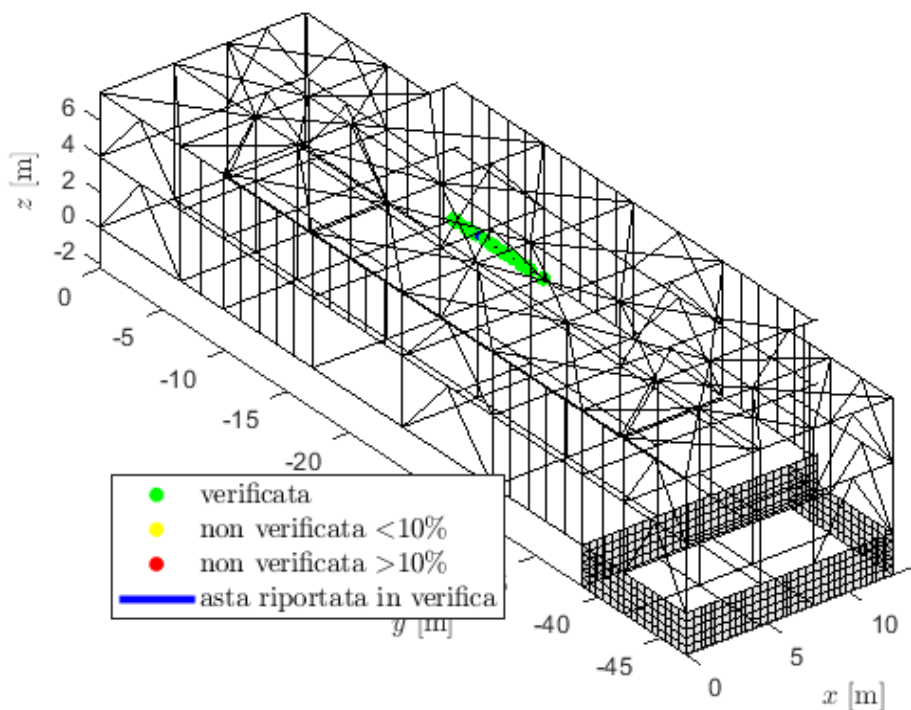 6
4
2
0
-2
z [m]
0
-5
-10
-15
-20
verificata
non verificata <10%
non verificata >10%
asta riportata in verifica
y [m]
-40
-45
0
5
10
x [m]